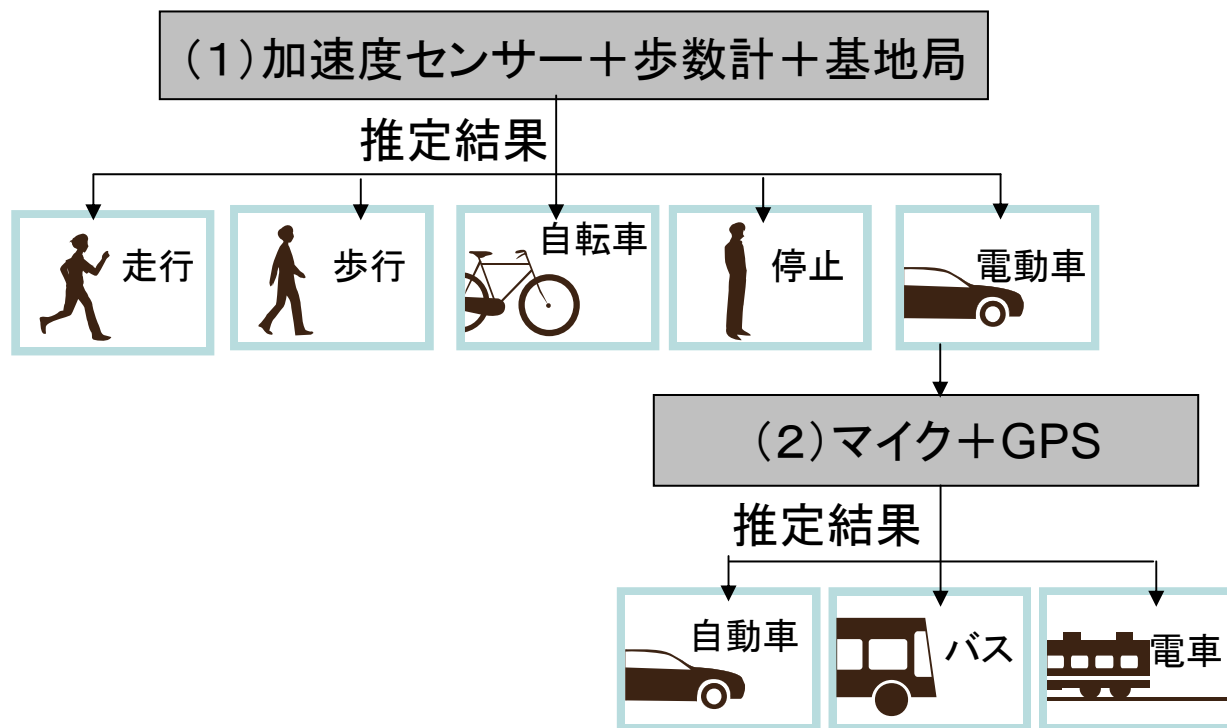 (1)加速度センサー＋歩数計＋基地局
推定結果
走行
歩行
自転車
停止
電動車
(２)マイク＋GPS
推定結果
自動車
バス
電車